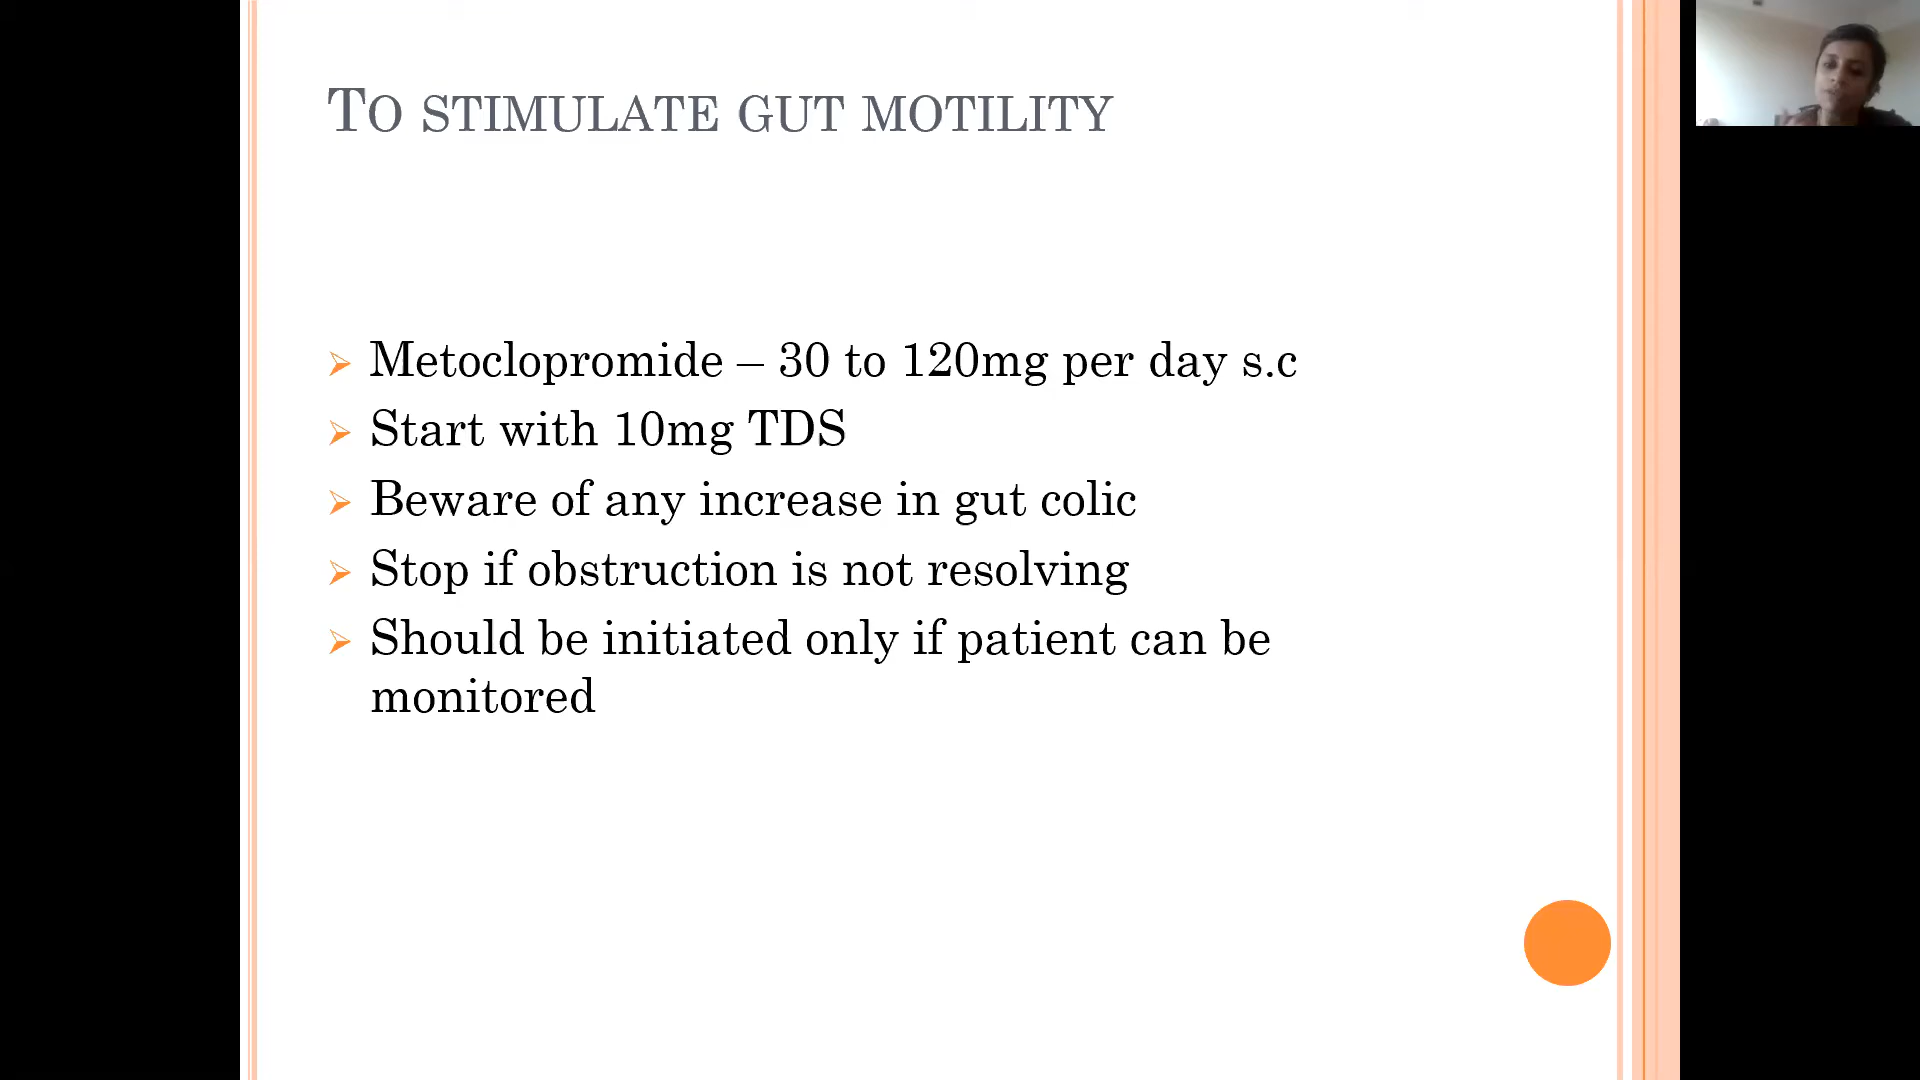 To stimulate gut motility
Metoclopromide – 30 to 120mg per day s.c
Start with 10mg TDS
Beware of any increase in gut colic
Stop if obstruction is not resolving
Should be initiated only if patient can be
monitored